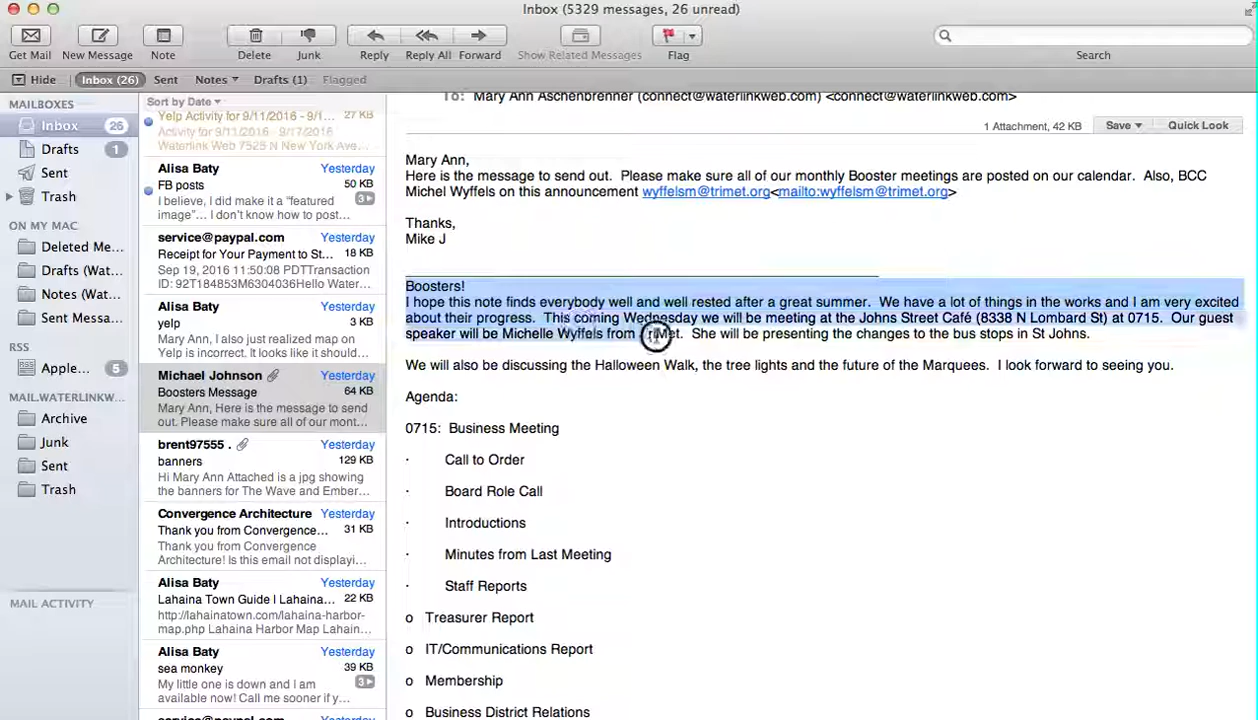 Inbox (5329 messages, 26 unread)
Get Mail New Message Note Delete Junk Reply Reply All Forward Show Related Messages Flag Search
Hide Inbox (26) Sent Notes Drafts (1) Flagged
MAILBOXES
Inbox 26
Drafts 1
Sent
Trash
ON MY MAC
Deleted Me...
Drafts (Wat...
Notes (Wat...
Sent Messa...
RSS
Apple... 5
MAIL.WATERLINKW...
Archive
Junk
Sent
Trash
MAIL ACTIVITY
Sort by Date
Yelp Activity for 9/11/2016 - 9/1... 27 KB
Activity for 9/11/2016 - 9/17/2016
Waterlink Web 7525 N New York Ave...
Alisa Baty Yesterday
FB posts 50 KB
I believe, I did make it a "featured 3
image"... I don't know how to post...
service@paypal.com Yesterday
Receipt for Your Payment to St... 18 KB
Sep 19, 2016 11:50:08 PDTTransaction
ID: 92T184853M6304036Hello Water...
Alisa Baty Yesterday
yelp 3 KB
Mary Ann, I also just realized map on
Yelp is incorrect. It looks like it should...
Michael Johnson Yesterday
Boosters Message 64 KB
Mary Ann, Here is the message to send
out. Please make sure all of our mont...
brent97555 . Yesterday
banners 129 KB
Hi Mary Ann Attached is a jpg showing
the banners for The Wave and Ember...
Convergence Architecture Yesterday
Thank you from Convergence... 31 KB
Thank you from Convergence
Architecture! Is this email not displayi...
Alisa Baty Yesterday
Lahaina Town Guide I Lahaina... 22 KB
http://lahainatown.com/lahaina-harbor-
map.php Lahaina Harbor Map Lahain...
Alisa Baty Yesterday
sea monkey 39 KB
My little one is down and I am 3
available now! Call me sooner if y...
service@paypal.com Yesterday
To: Mary Ann Aschenbrenner (connect@waterlinkweb.com) <connect@waterlinkweb.com>
1 Attachment, 42 KB Save Quick Look
Mary Ann,
Here is the message to send out. Please make sure all of our monthly Booster meetings are posted on our calendar. Also, BCC
Michel Wyffels on this announcement wyffelsm@trimet.org<mailto:wyffelsm@trimet.org>
Thanks,
Mike J
Boosters!
I hope this note finds everybody well and well rested after a great summer. We have a lot of things in the works and I am very excited
about their progress. This coming Wednesday we will be meeting at the Johns Street Café (8338 N Lombard St) at 0715. Our guest
speaker will be Michelle Wyffels from TriMet. She will be presenting the changes to the bus stops in St Johns.
We will also be discussing the Halloween Walk, the tree lights and the future of the Marquees. I look forward to seeing you.
Agenda:
0715: Business Meeting
· Call to Order
· Board Role Call
· Introductions
· Minutes from Last Meeting
· Staff Reports
o Treasurer Report
o IT/Communications Report
o Membership
o Business District Relations